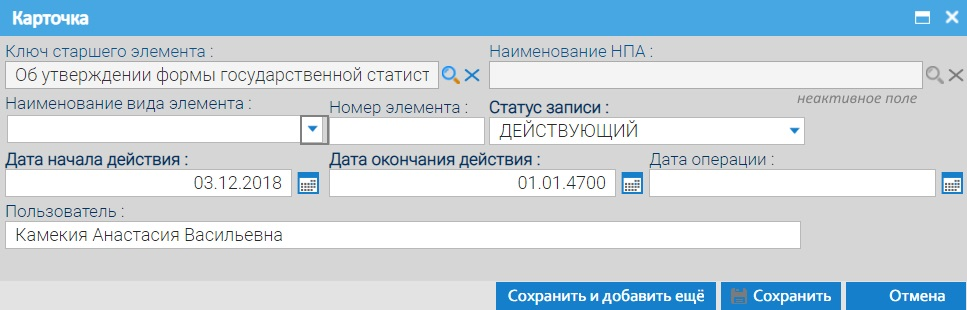 Карточка
Ключ старшего элемента : Наименование НПА :
Об утверждении формы государственной статист
неактивное поле
Наименование вида элемента : Номер элемента : Статус записи :
ДЕЙСТВУЮЩИЙ
Дата начала действия : Дата окончания действия : Дата операции :
03.12.2018 01.01.4700
Пользователь :
Камекия Анастасия Васильевна
Сохранить и добавить ещё Сохранить Отмена